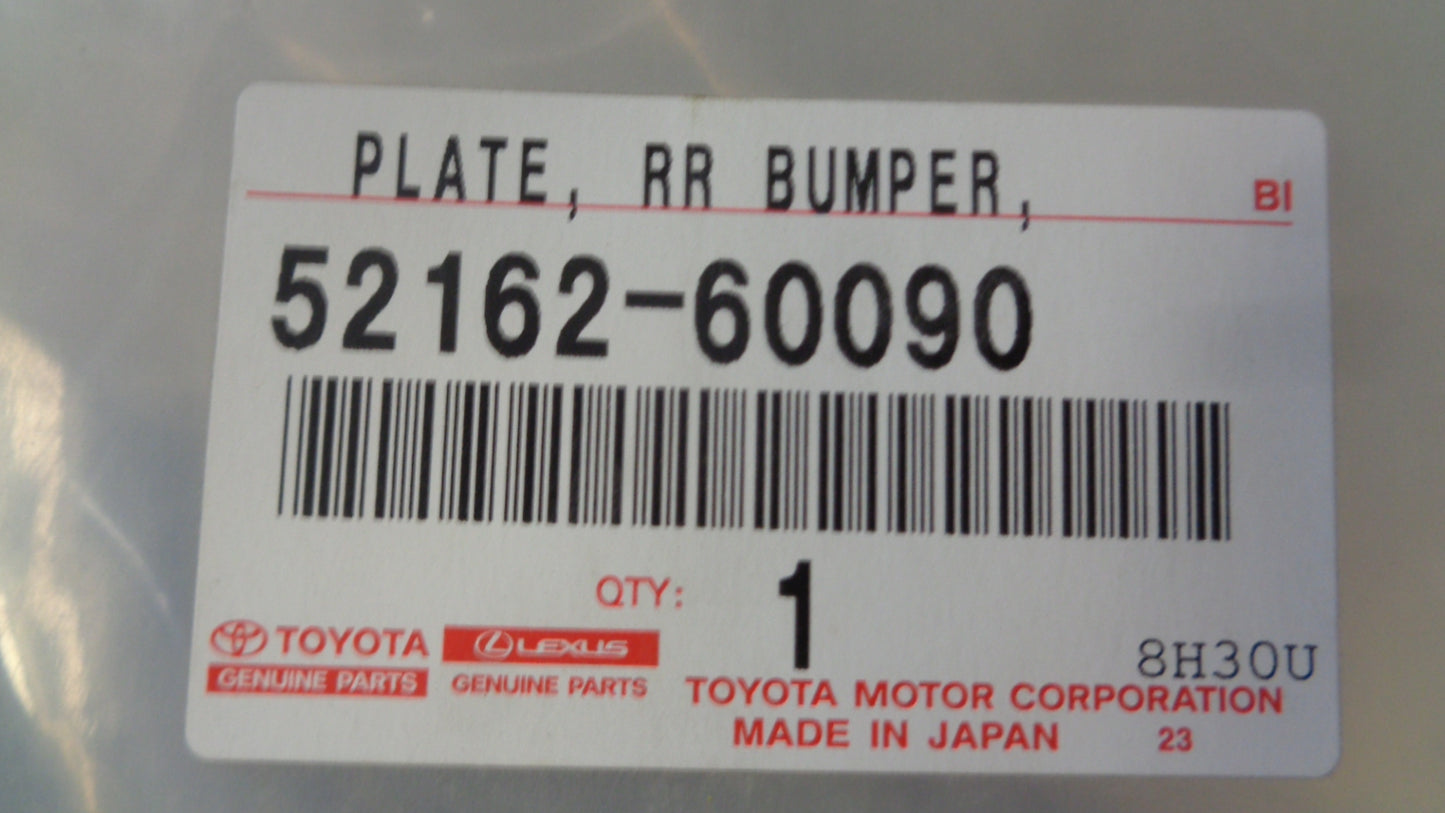 PLATE, RR BUMPER,
BI
52162-60090
QTY: 1
TOYOTA
LEXUS
8H30U
GENUINE PARTS
GENUINE PARTS
TOYOTA MOTOR CORPORATION
MADE IN JAPAN 23